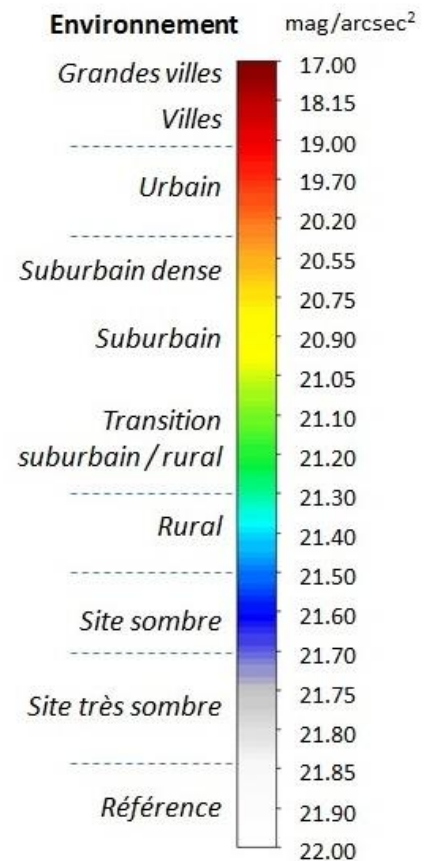 Environnement mag/arcsec²
17.00
Grandes villes
18.15
Villes
19.00
19.70
Urbain
20.20
20.55
Suburbain dense
20.75
Suburbain
20.90
21.05
21.10
Transition
suburbain / rural
21.20
21.30
Rural
21.40
21.50
21.60
Site sombre
21.70
21.75
Site très sombre
21.80
21.85
Référence
21.90
22.00